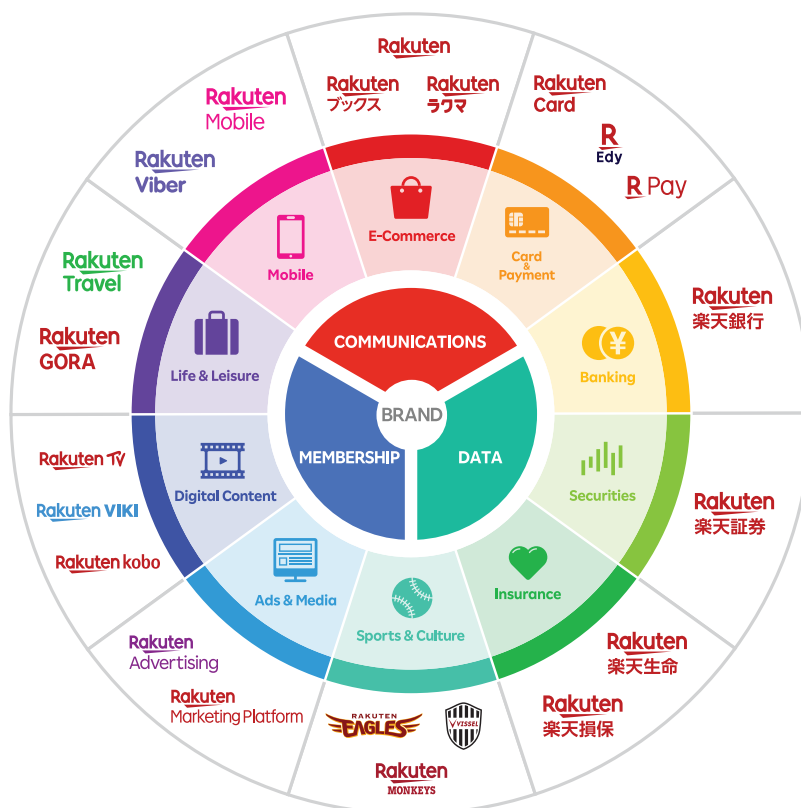 Rakuten
Rakuten
ブックス
Rakuten
ラクマ
Rakuten
Card
R
Edy
R Pay
Rakuten
楽天銀行
Rakuten
楽天証券
Rakuten
楽天生命
Rakuten
楽天損保
RAKUTEN
EAGLES
VISSEL
Rakuten
MONKEYS
Rakuten
Advertising
Rakuten
Marketing Platform
Rakuten TV
Rakuten VIKI
Rakuten kobo
Rakuten
Travel
Rakuten
GORA
Rakuten
Mobile
Rakuten
Viber
E-Commerce
Card
&
Payment
Banking
¥
Securities
Insurance
Sports & Culture
Ads & Media
Digital Content
Life & Leisure
Mobile
COMMUNICATIONS
BRAND
MEMBERSHIP
DATA